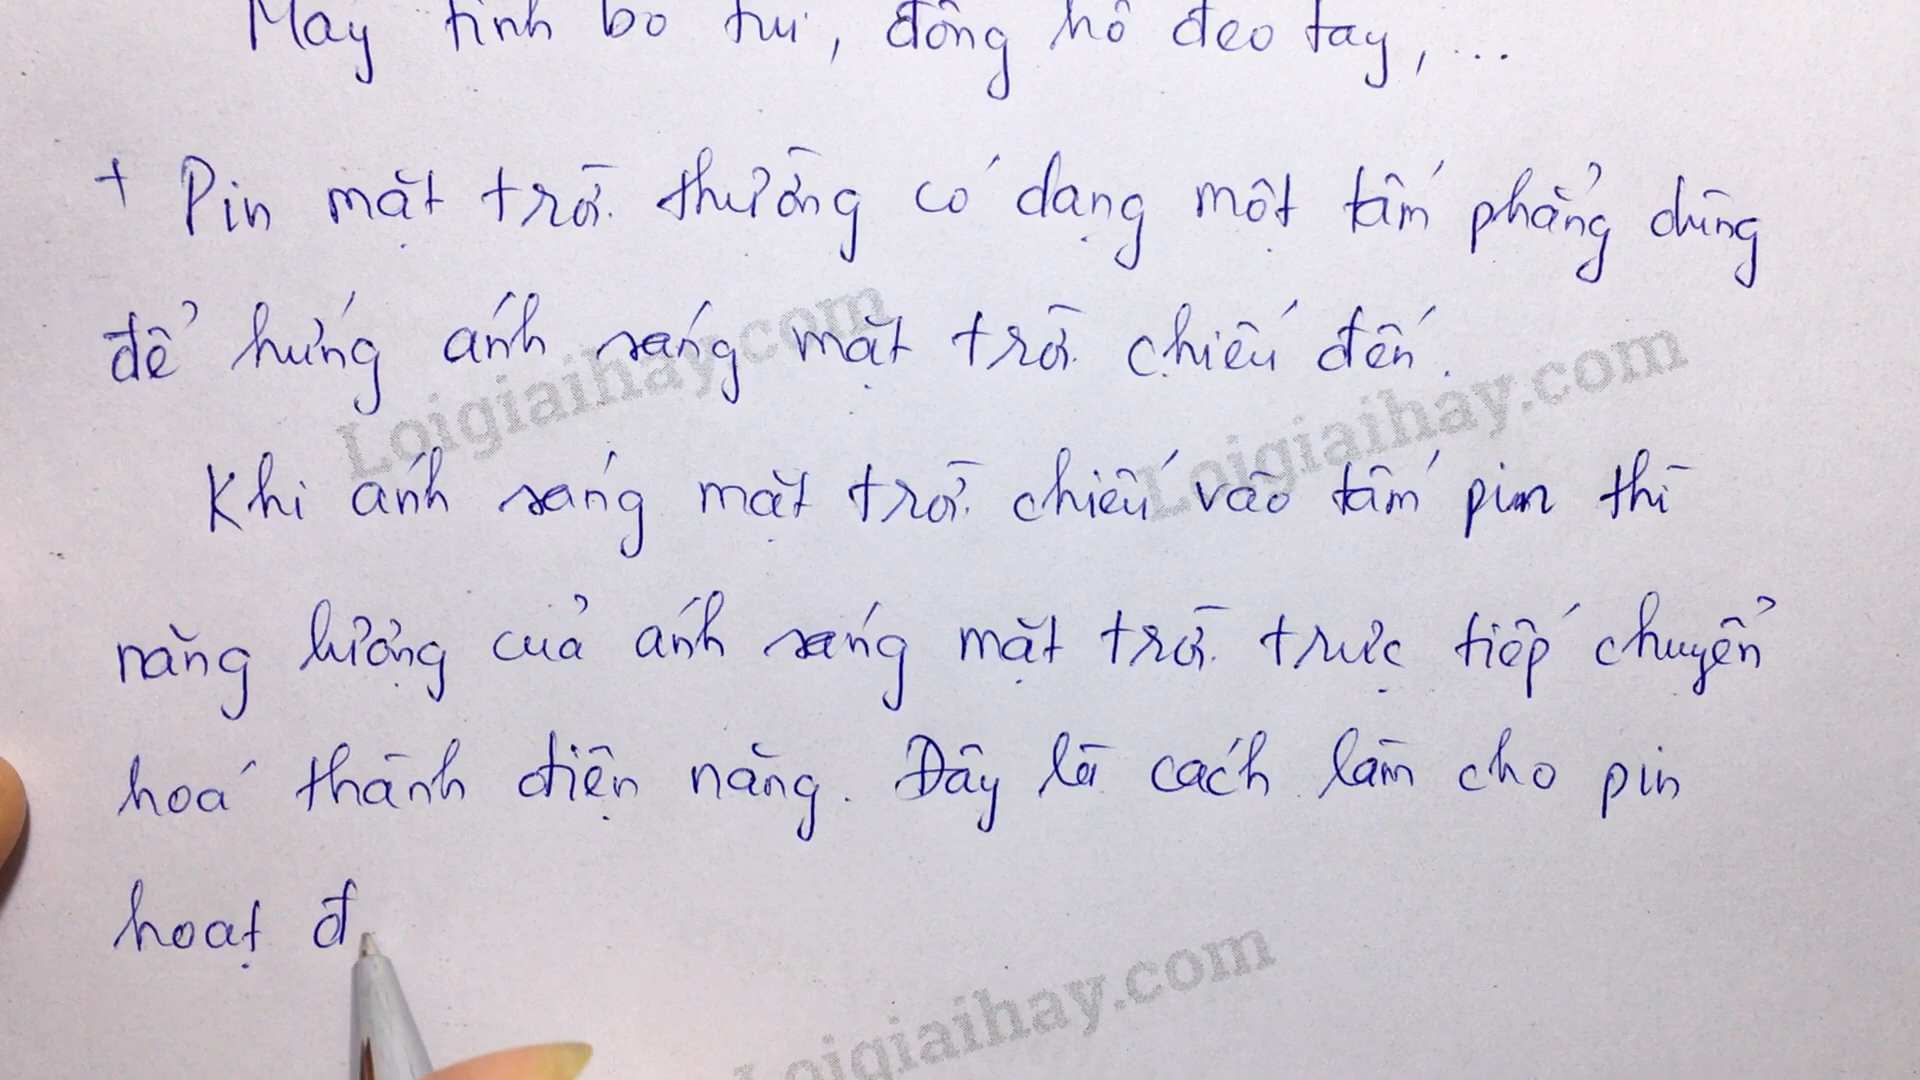 Máy tính bỏ túi, đồng hồ đeo tay, ...
+ Pin mặt trời thường có dạng một tấm phẳng dùng
để hứng ánh sáng mặt trời chiếu đến.
Loigiaihay.com
Loigiaihay.com
Khi ánh sáng mặt trời chiếu vào tấm pin thì
năng lượng của ánh sáng mặt trời trực tiếp chuyển
hoá thành điện năng. Đây là cách làm cho pin
hoạt đ
Loigiaihay.com